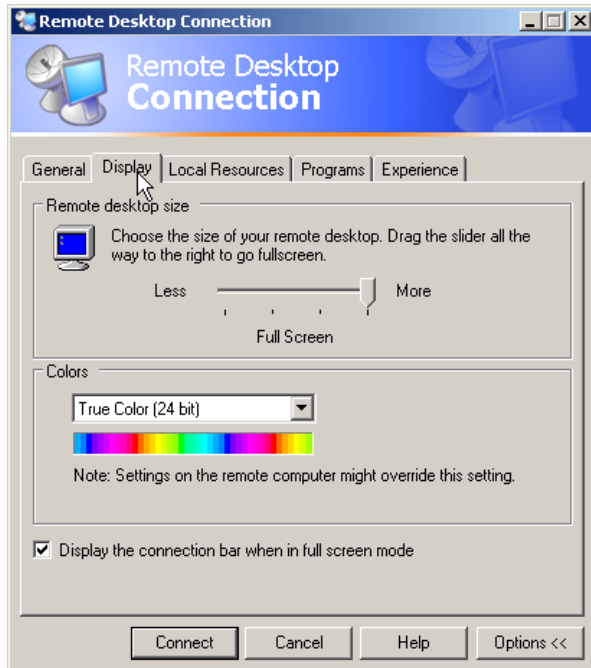 Remote Desktop Connection
Remote Desktop
Connection
General Display Local Resources Programs Experience
Remote desktop size
Choose the size of your remote desktop. Drag the slider all the
way to the right to go fullscreen.
Less More
Full Screen
Colors
True Color (24 bit)
Note: Settings on the remote computer might override this setting.
Display the connection bar when in full screen mode
Connect Cancel Help Options <<